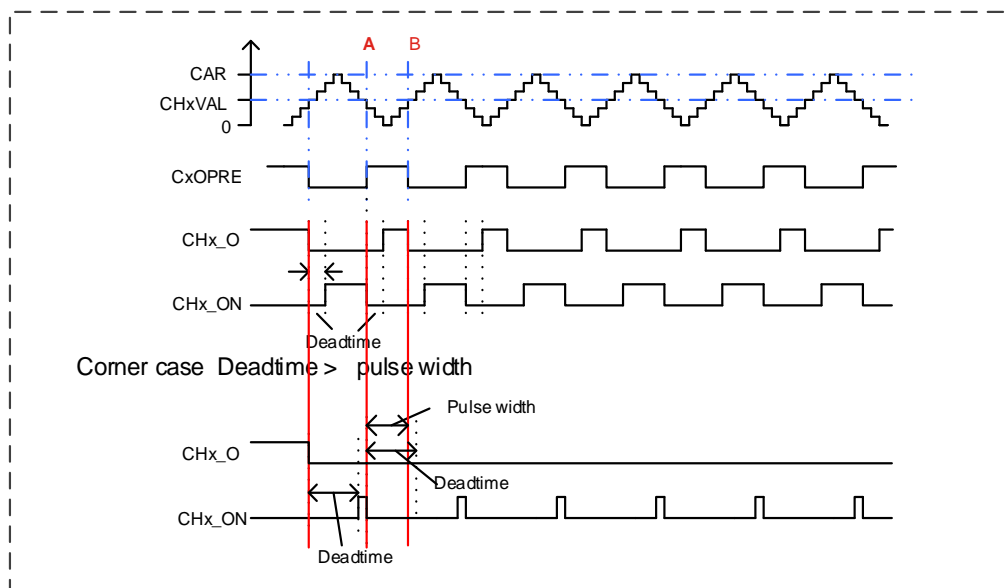 A B
CAR
CHxVAL
0
CxOPRE
CHx_O
CHx_ON
Deadtime
Corner case Deadtime > pulse width
Pulse width
CHx_O
Deadtime
CHx_ON
Deadtime